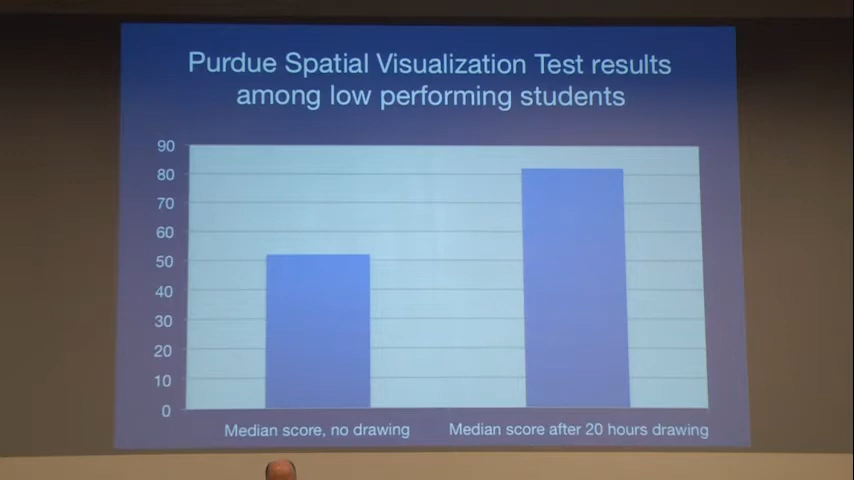 Purdue Spatial Visualization Test results
among low performing students
90
80
70
60
50
40
30
20
10
0
Median score, no drawing
Median score after 20 hours drawing